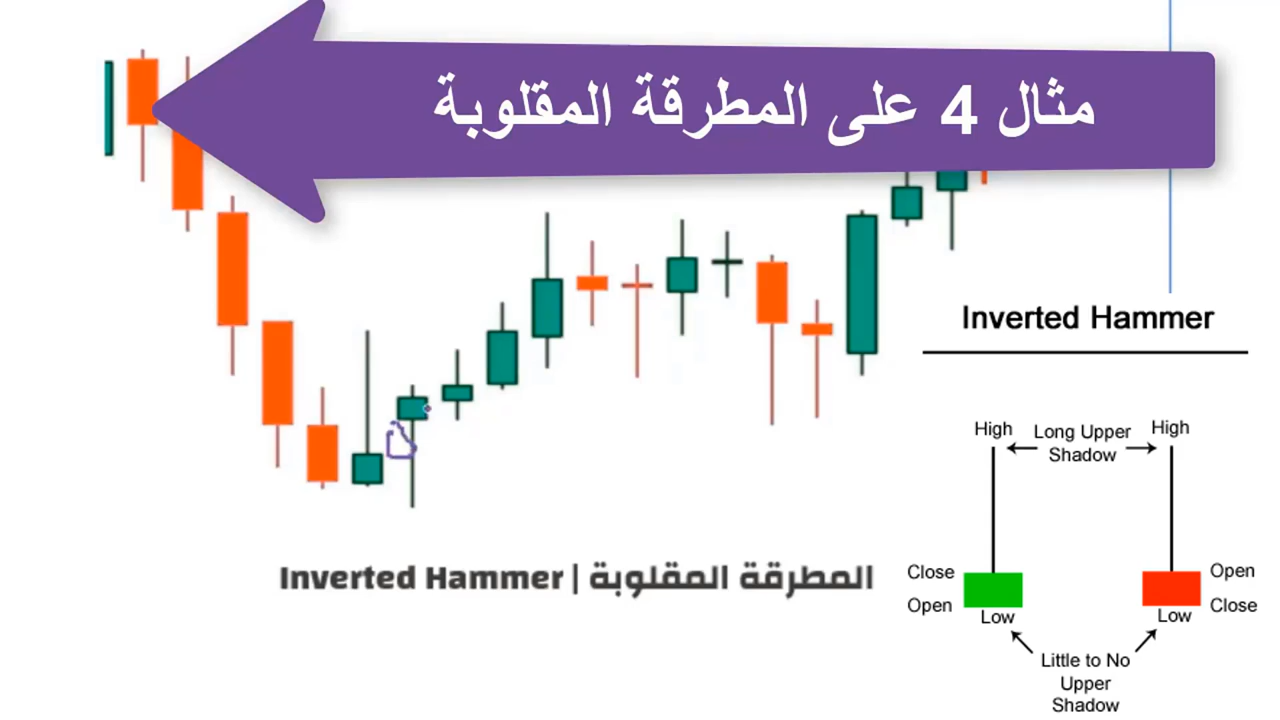 مثال 4 على المطرقة المقلوبة
Inverted Hammer
High
Long Upper
Shadow
High
Close
Open
Low
Open
Close
Low
Little to No
Upper
Shadow
Inverted Hammer | المطرقة المقلوبة